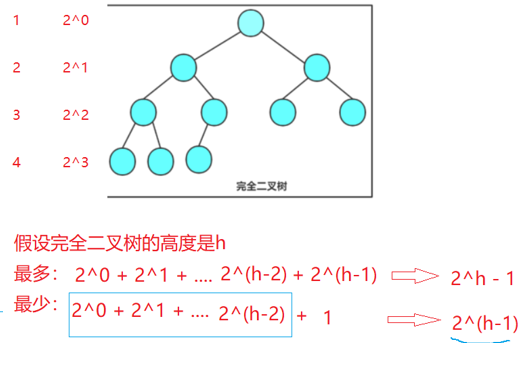 1 2^0
2 2^1
3 2^2
4 2^3
完全二叉树
假设完全二叉树的高度是h
最多： 2^0 + 2^1 + .... 2^(h-2) + 2^(h-1) 2^h - 1
最少： 2^0 + 2^1 + .... 2^(h-2) + 1 2^(h-1)